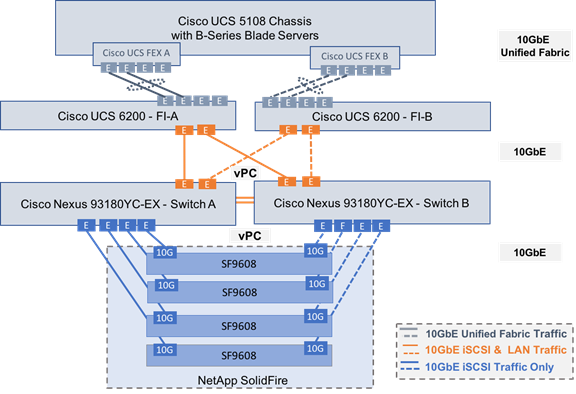 Cisco UCS 5108 Chassis
with B-Series Blade Servers
10GbE
Unified Fabric
Cisco UCS FEX A
Cisco UCS FEX B
E E E E
E E E E
E E E E
E E E E
Cisco UCS 6200 - FI-A
Cisco UCS 6200 - FI-B
E E
E E
10GbE
vPC
E E
E E
Cisco Nexus 93180YC-EX - Switch A
Cisco Nexus 93180YC-EX - Switch B
E E E E
E F E E
vPC
10GbE
10G
10G
SF9608
10G
10G
SF9608
10G
10G
SF9608
10G
10G
SF9608
NetApp SolidFire
10GbE Unified Fabric Traffic
10GbE iSCSI & LAN Traffic
10GbE iSCSI Traffic Only